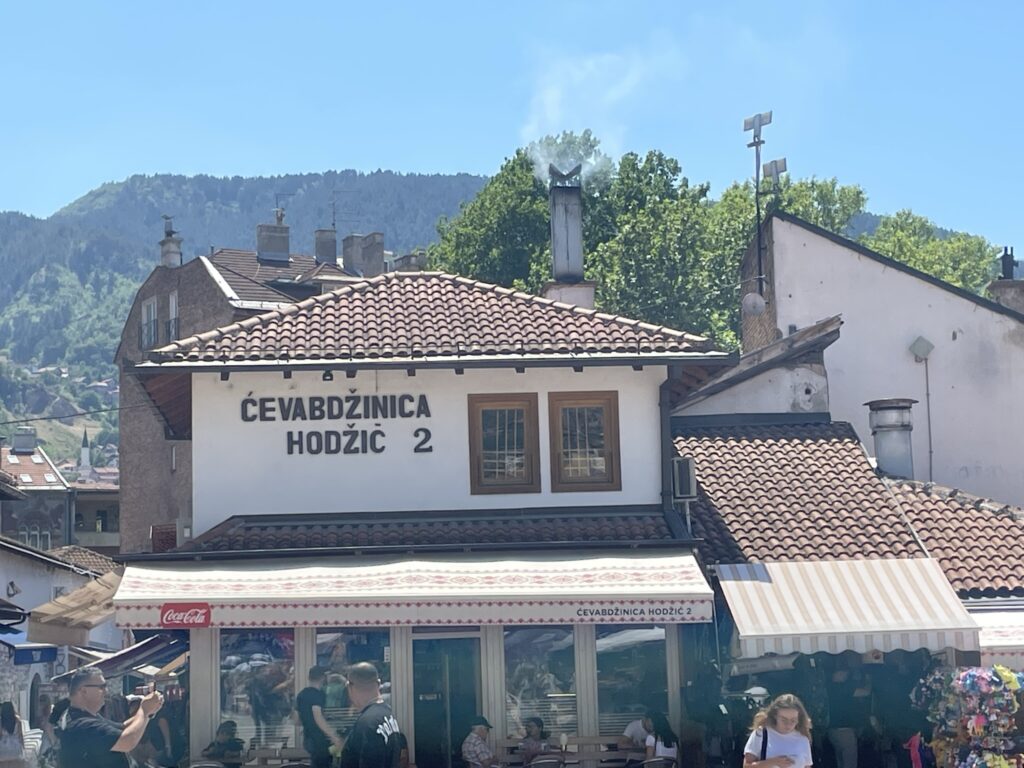 ĆEVABDŽINICA
HODŽIĆ 2
Coca-Cola
ĆEVABDŽINICA HODŽIĆ 2